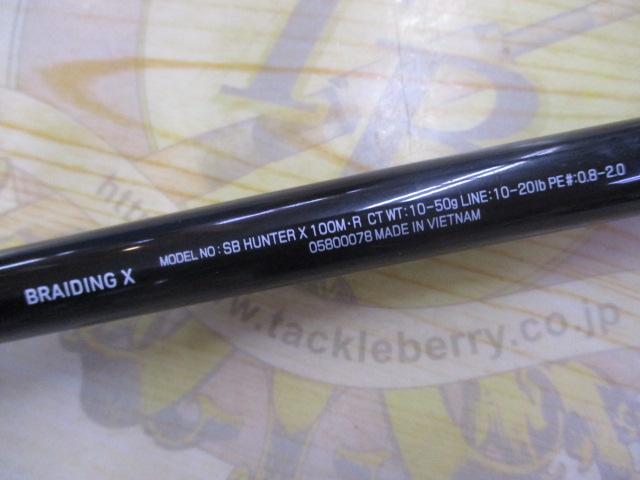 BRAIDING X
MODEL NO:SB HUNTER X 100M・R CT WT:10-50g LINE:10-20lb PE#:0.8-2.0
05800078 MADE IN VIETNAM
w.tackleberry.co.jp